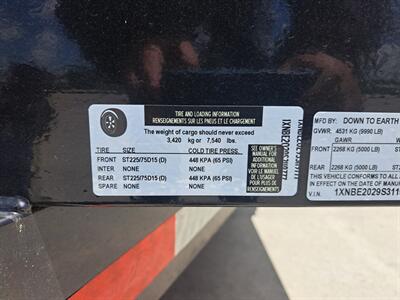 TIRE AND LOADING INFORMATION
RENSEIGNEMENTS SUR LES PNEUS ET LE CHARGEMENT
The weight of cargo should never exceed
3,420 kg or 7,540 lbs.
TIRE SIZE COLD TIRE PRESS.
FRONT ST225/75D15 (D) 448 KPA (65 PSI)
INTER NONE NONE
REAR ST225/75D15 (D) 448 KPA (65 PSI)
SPARE NONE NONE
SEE OWNER'S
MANUAL FOR
ADDITIONAL
INFORMATION
VOIR LE MANUEL
DE L'USAGER
POUR PLUS DE
RENSEIGNEMENTS
MFD BY: DOWN TO EARTH
GVWR: 4531 KG (9990 LB)
GAWR
FRONT
2268 KG (5000 LB)
REAR
2268 KG (5000 LB)
THIS VEHICLE CONFORMS TO ALL
IN EFFECT ON THE DATE OF MANU
V.I.N. 1XNBE2029S311